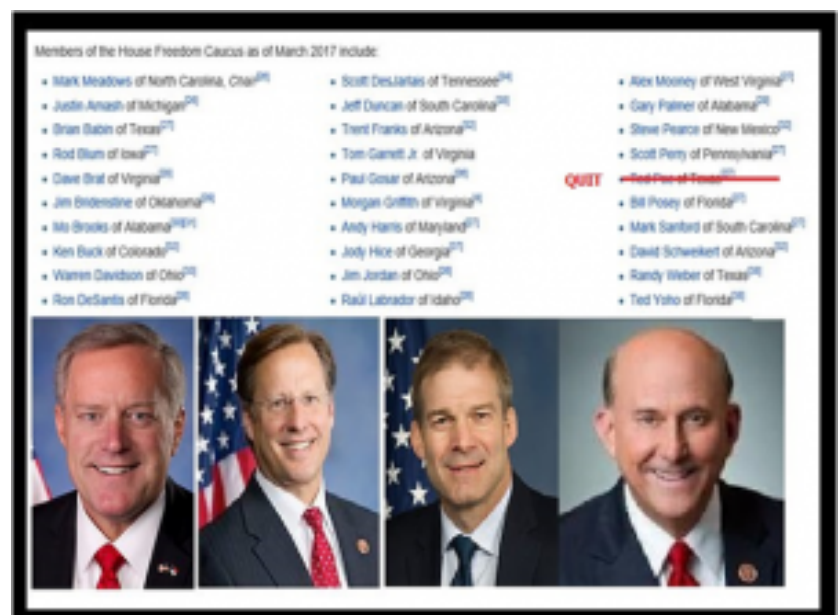 Members of the House Freedom Caucus as of March 2017 include:
• Mark Meadows of North Carolina, Chair
• Justin Amash of Michigan
• Brian Babin of Texas
• Rod Blum of Iowa
• Dave Brat of Virginia
• Jim Bridenstine of Oklahoma
• Mo Brooks of Alabama
• Ken Buck of Colorado
• Warren Davidson of Ohio
• Ron DeSantis of Florida
• Scott DesJarlais of Tennessee
• Jeff Duncan of South Carolina
• Trent Franks of Arizona
• Tom Garrett Jr. of Virginia
• Paul Gosar of Arizona
• Morgan Griffith of Virginia
• Andy Harris of Maryland
• Jody Hice of Georgia
• Jim Jordan of Ohio
• Raúl Labrador of Idaho
• Alex Mooney of West Virginia
• Gary Palmer of Alabama
• Steve Pearce of New Mexico
• Scott Perry of Pennsylvania
QUIT • Ted Poe of Texas
• Bill Posey of Florida
• Mark Sanford of South Carolina
• David Schweikert of Arizona
• Randy Weber of Texas
• Ted Yoho of Florida